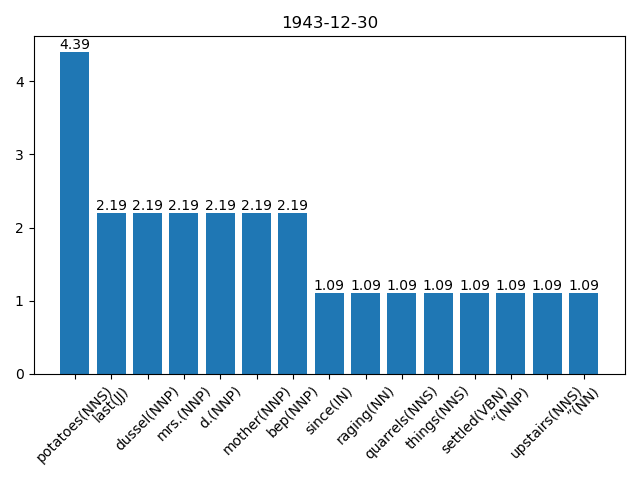 1943-12-30
4.39
2.19 2.19 2.19 2.19 2.19 2.19
1.09 1.09 1.09 1.09 1.09 1.09 1.09 1.09
4
3
2
1
0
potatoes(NNS)
last(JJ)
dussel(NNP)
mrs.(NNP)
d.(NNP)
mother(NNP)
bep(NNP)
since(IN)
raging(NN)
quarrels(NNS)
things(NNS)
settled(VBN)
“(NNP)
upstairs(NNS)
“(NN)